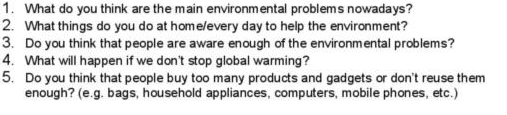 1. What do you think are the main environmental problems nowadays?
2. What things do you do at home/every day to help the environment?
3. Do you think that people are aware enough of the environmental problems?
4. What will happen if we don't stop global warming?
5. Do you think that people buy too many products and gadgets or don't reuse them
enough? (e.g. bags, household appliances, computers, mobile phones, etc.)